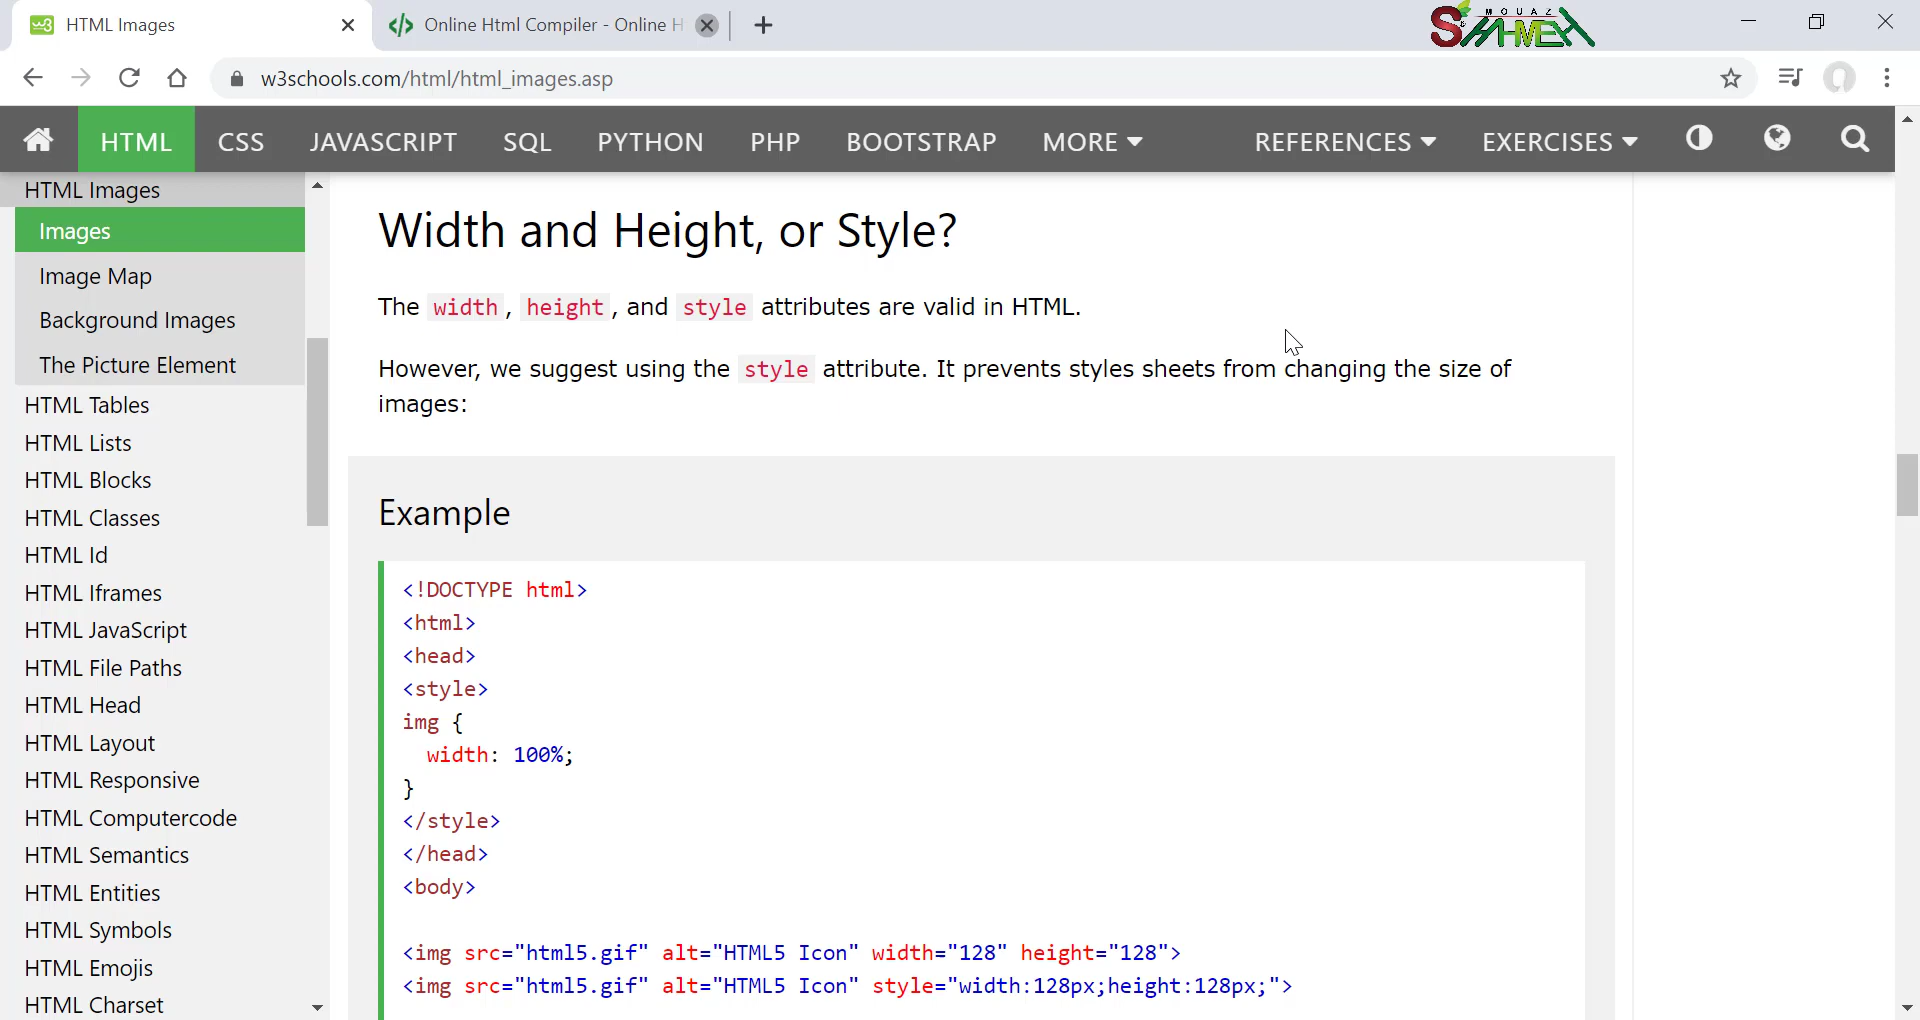 HTML Images
Online Html Compiler - Online H
MOUAZ
w3schools.com/html/html_images.asp
HTML CSS JAVASCRIPT SQL PYTHON PHP BOOTSTRAP MORE REFERENCES EXERCISES
HTML Images
Images
Image Map
Background Images
The Picture Element
HTML Tables
HTML Lists
HTML Blocks
HTML Classes
HTML Id
HTML Iframes
HTML JavaScript
HTML File Paths
HTML Head
HTML Layout
HTML Responsive
HTML Computercode
HTML Semantics
HTML Entities
HTML Symbols
HTML Emojis
HTML Charset
Width and Height, or Style?
The width, height, and style attributes are valid in HTML.
However, we suggest using the style attribute. It prevents styles sheets from changing the size of
images:
Example
<!DOCTYPE html>
<html>
<head>
<style>
img {
  width: 100%;
}
</style>
</head>
<body>
<img src="html5.gif" alt="HTML5 Icon" width="128" height="128">
<img src="html5.gif" alt="HTML5 Icon" style="width:128px;height:128px;">